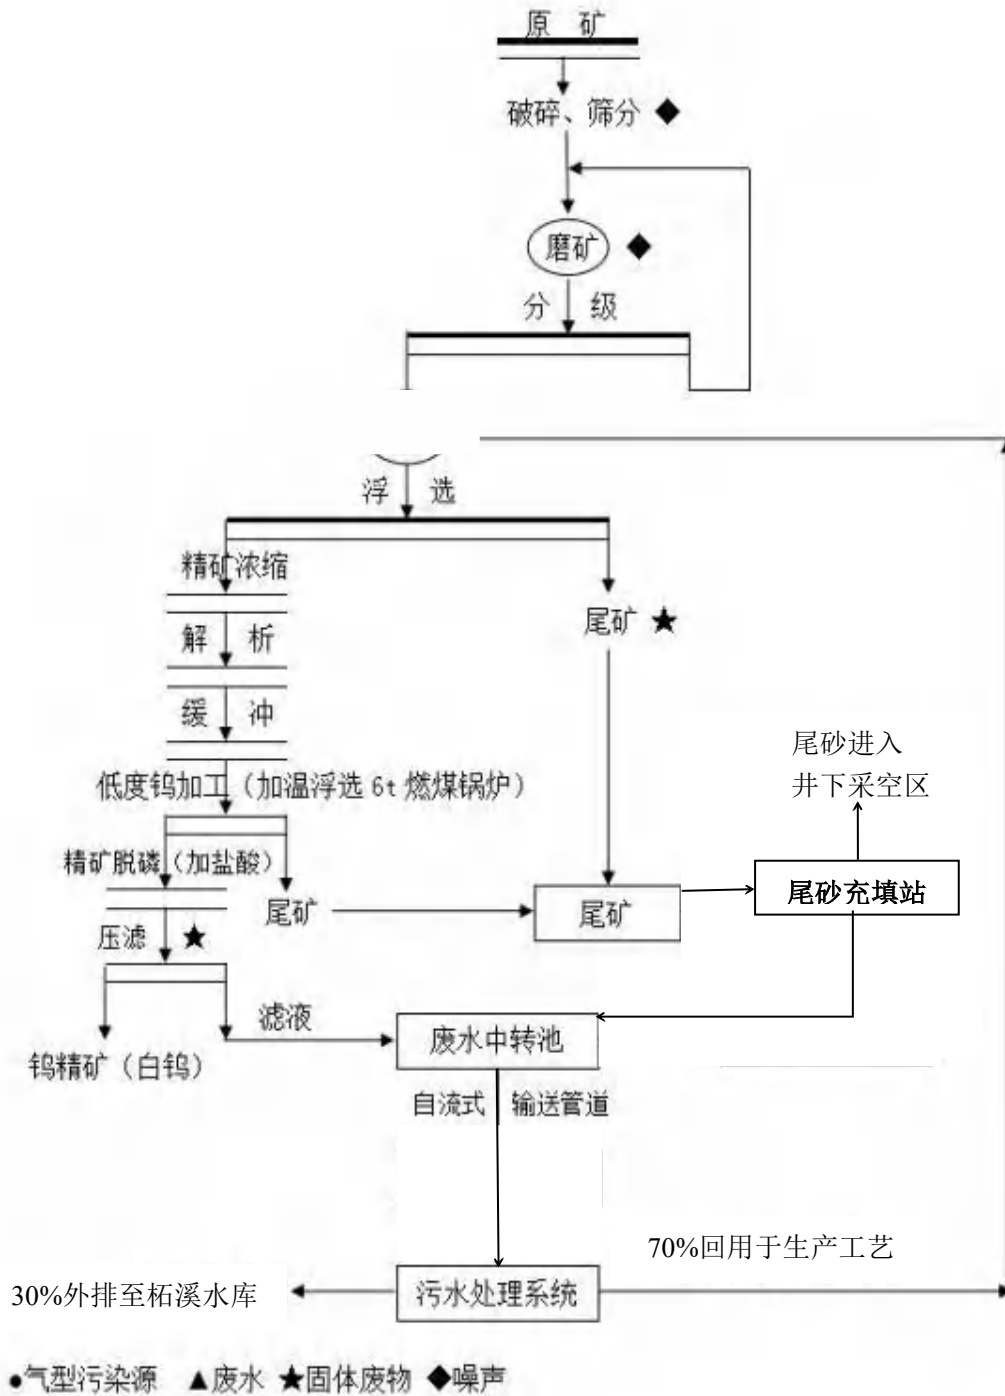 原 矿
破碎、筛分◆
磨矿 ◆
分 级
浮 选
精矿浓缩
尾矿★
解 析
缓 冲
尾砂进入
井下采空区
低度钨加工（加温浮选6t燃煤锅炉）
精矿脱磷（加盐酸）
尾矿
尾矿
尾砂充填站
压滤 ★
滤液
废水中转池
钨精矿（白钨）
自流式 输送管道
70%回用于生产工艺
30%外排至柘溪水库
污水处理系统
●气型污染源 ▲废水 ★固体废物 ◆噪声